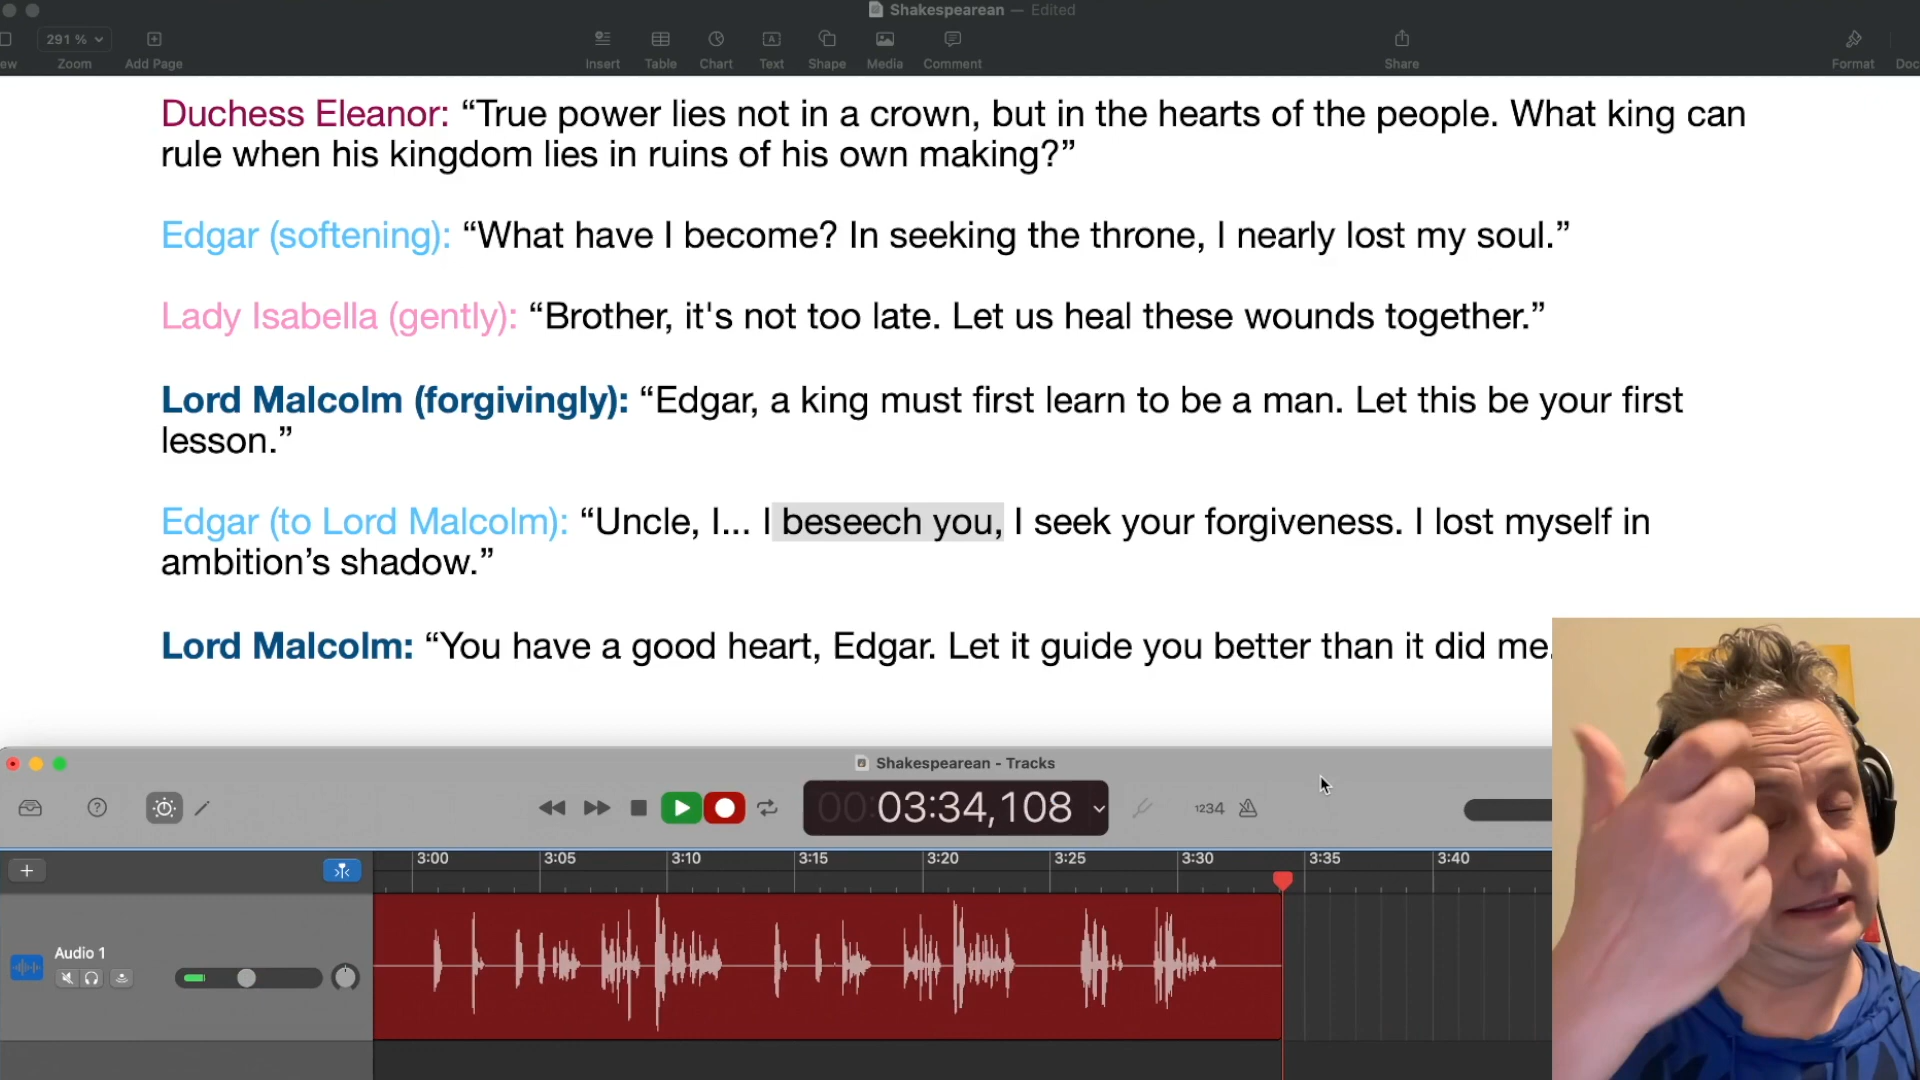 Shakespearean — Edited
291 %
ew Zoom Add Page Insert Table Chart Text Shape Media Comment Share Format Doc
Duchess Eleanor: “True power lies not in a crown, but in the hearts of the people. What king can
rule when his kingdom lies in ruins of his own making?”
Edgar (softening): “What have I become? In seeking the throne, I nearly lost my soul.”
Lady Isabella (gently): “Brother, it's not too late. Let us heal these wounds together.”
Lord Malcolm (forgivingly): “Edgar, a king must first learn to be a man. Let this be your first
lesson.”
Edgar (to Lord Malcolm): “Uncle, I... I beseech you, I seek your forgiveness. I lost myself in
ambition’s shadow.”
Lord Malcolm: “You have a good heart, Edgar. Let it guide you better than it did me.
Shakespearean - Tracks
00:03:34,108
1234
3:00 3:05 3:10 3:15 3:20 3:25 3:30 3:35 3:40
Audio 1